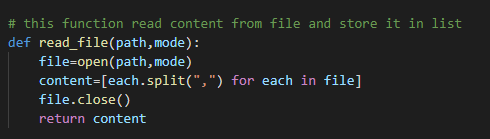 # this function read content from file and store it in list
def read_file(path,mode):
    file=open(path,mode)
    content=[each.split(",") for each in file]
    file.close()
    return content